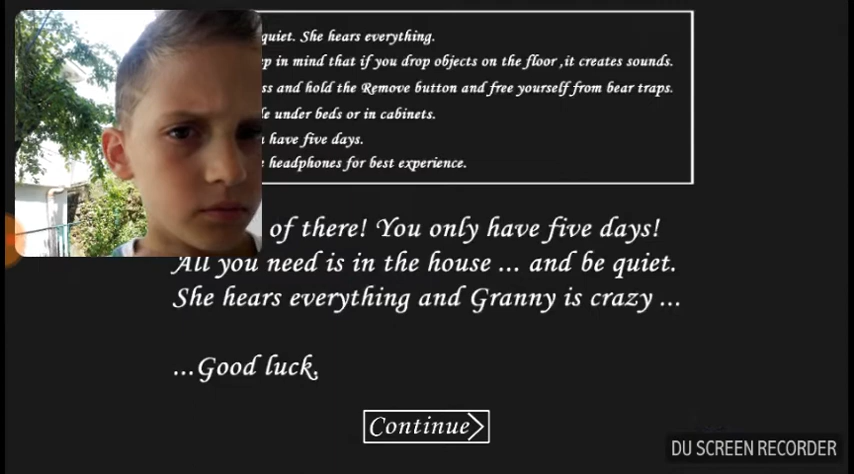 quiet. She hears everything.
in mind that if you drop objects on the floor ,it creates sounds.
and hold the Remove button and free yourself from bear traps.
under beds or in cabinets.
have five days.
headphones for best experience.
of there! You only have five days!
All you need is in the house ... and be quiet.
She hears everything and Granny is crazy ...
...Good luck.
Continue
DU SCREEN RECORDER